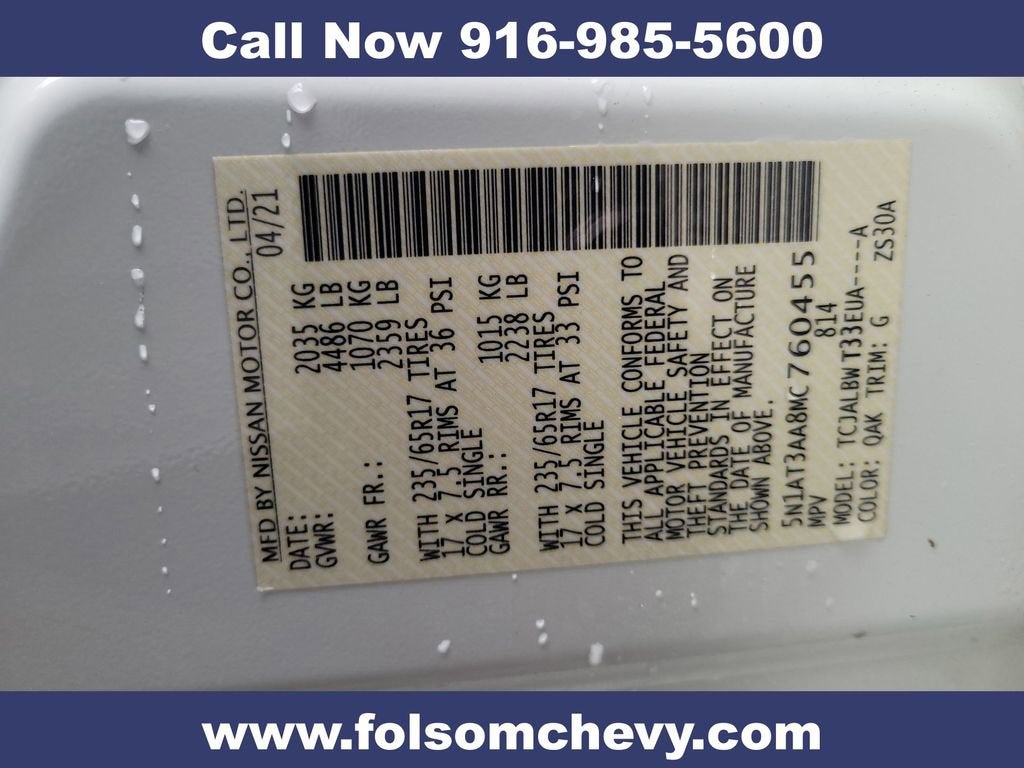 Call Now 916-985-5600
MFD BY NISSAN MOTOR CO., LTD.
DATE: 04/21
GVWR: 2035 KG
4486 LB
GAWR FR.: 1070 KG
2359 LB
WITH 235/65R17 TIRES
17 X 7.5 RIMS AT 36 PSI
COLD SINGLE
GAWR RR.: 1015 KG
2238 LB
WITH 235/65R17 TIRES
17 X 7.5 RIMS AT 33 PSI
COLD SINGLE
THIS VEHICLE CONFORMS TO
ALL APPLICABLE FEDERAL
MOTOR VEHICLE SAFETY AND
THEFT PREVENTION
STANDARDS IN EFFECT ON
THE DATE OF MANUFACTURE
SHOWN ABOVE.
5N1AT3AA8MC760455
MPV 814
MODEL: TCJALBWT33EUA----A
COLOR: QAK TRIM: G ZS30A
www.folsomchevy.com